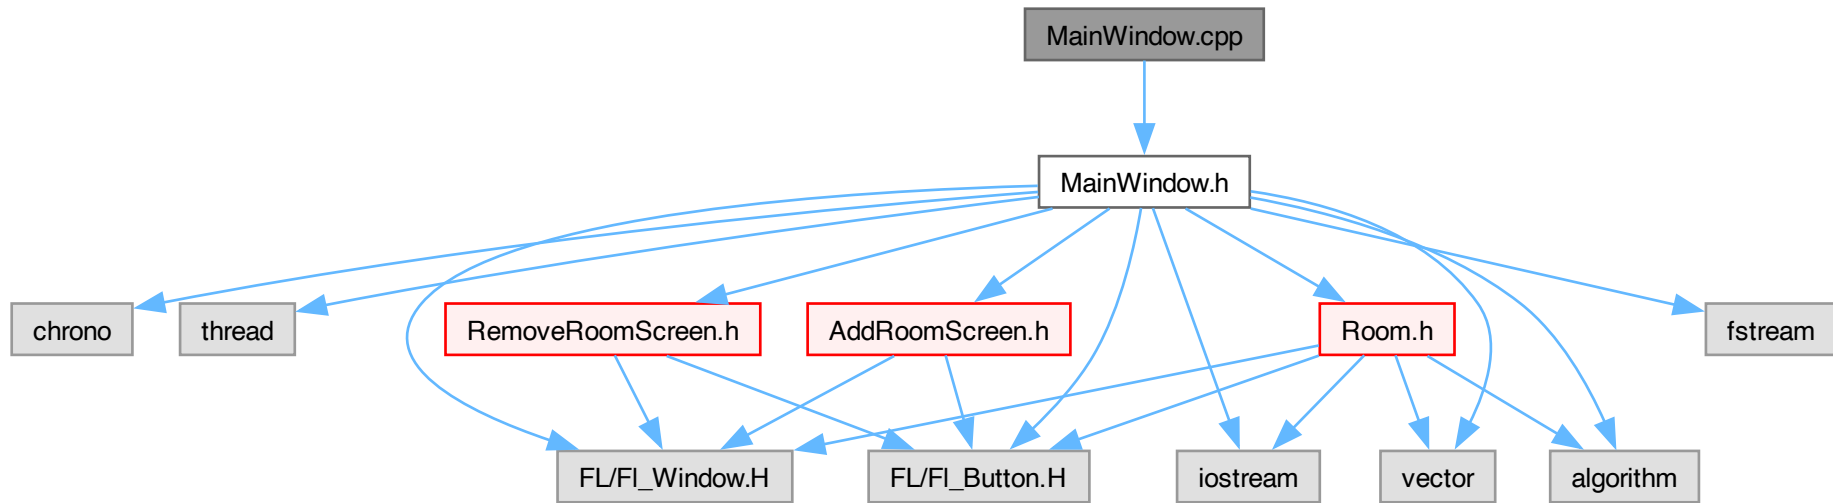 MainWindow.cpp
MainWindow.h
chrono
thread
RemoveRoomScreen.h
AddRoomScreen.h
Room.h
fstream
FL/Fl_Window.H
FL/Fl_Button.H
iostream
vector
algorithm